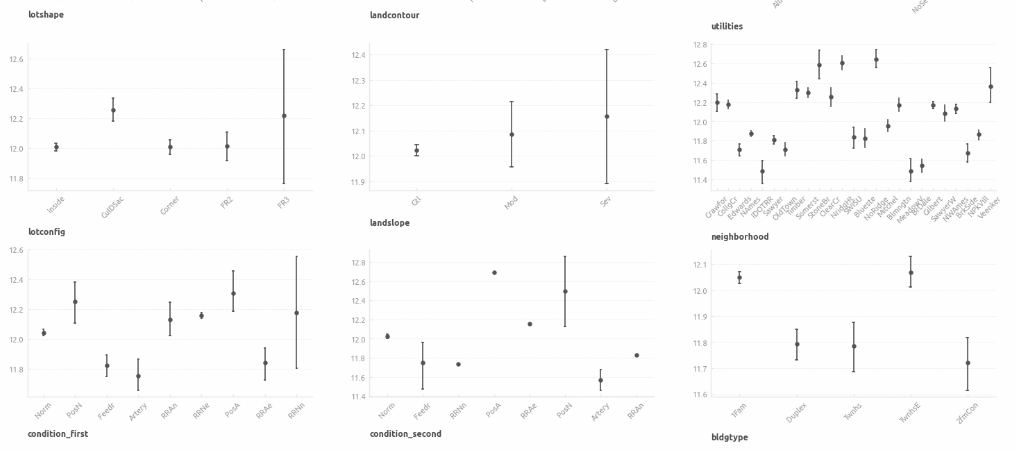 All
NoSe
lotshape
landcontour
utilities
12.6
12.4
12.2
12.0
11.8
Inside
CulDSac
Corner
FR2
FR3
12.4
12.3
12.2
12.1
12.0
11.9
Gtl
Mod
Sev
12.8
12.6
12.4
12.2
12.0
11.8
11.6
11.4
Crawfor
CollgCr
Edwards
NAmes
IDOTRR
Sawyer
OldTown
Timber
Somerst
StoneBr
ClearCr
NridgHt
SWISU
Blueste
NoRidge
Mitchel
Blmngtn
MeadowV
BrDale
Gilbert
SawyerW
NWAmes
BrkSide
NPKVill
Veenker
lotconfig
landslope
neighborhood
12.6
12.4
12.2
12.0
11.8
Norm
PosN
Feedr
Artery
RRAn
RRNe
PosA
RRAe
RRNn
12.8
12.6
12.4
12.2
12.0
11.8
11.6
11.4
Norm
Feedr
RRNn
PosA
RRAe
PosN
Artery
RRAn
12.1
12.0
11.9
11.8
11.7
11.6
1Fam
Duplex
Twnhs
TwnhsE
2fmCon
condition_first
condition_second
bldgtype